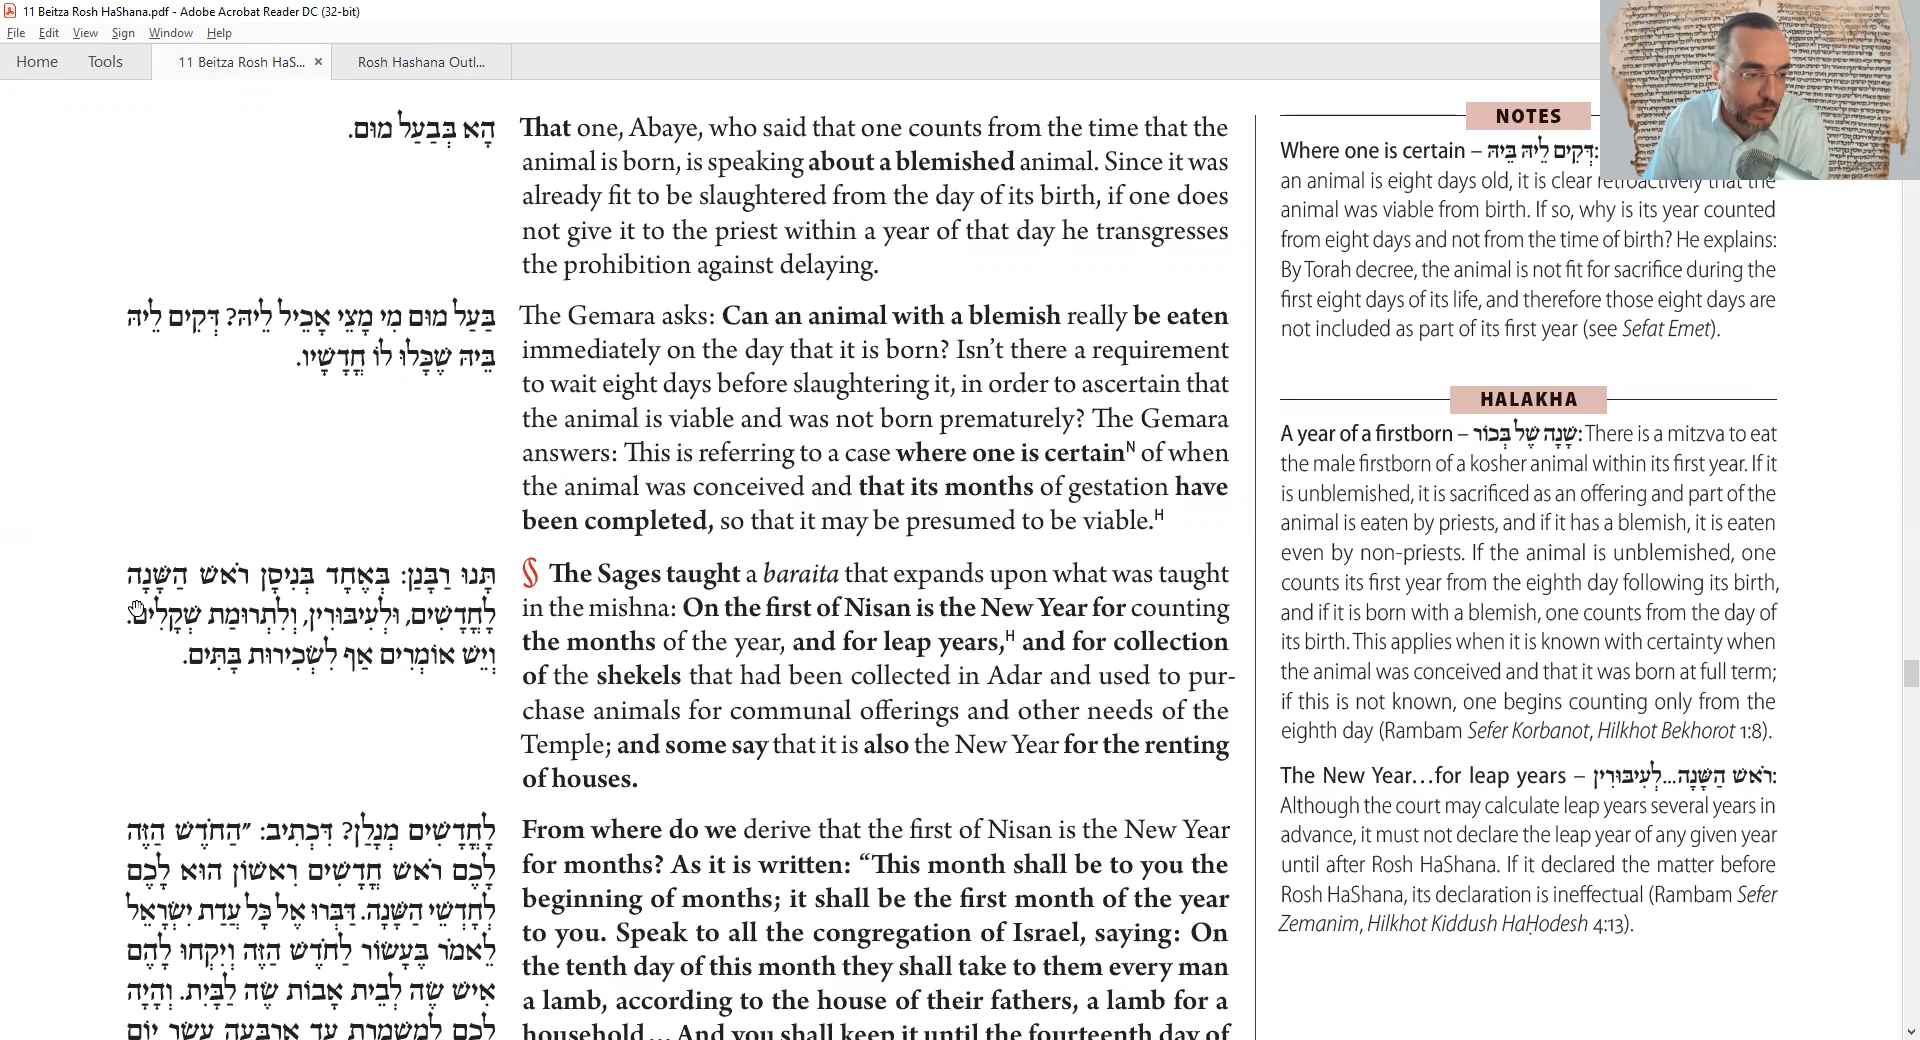 11 Beitza Rosh HaShana.pdf - Adobe Acrobat Reader DC (32-bit)
File Edit View Sign Window Help
Home Tools 11 Beitza Rosh HaS... × Rosh Hashana Outl...
הָא בְּבַעַל מוּם.
That one, Abaye, who said that one counts from the time that the
animal is born, is speaking about a blemished animal. Since it was
already fit to be slaughtered from the day of its birth, if one does
not give it to the priest within a year of that day he transgresses
the prohibition against delaying.
בַּעַל מוּם מִי מָצֵי אָכֵיל לֵיהּ? דְּקִים לֵיהּ
בֵּיהּ שֶׁכָּלוּ לוֹ חֳדָשָׁיו.
The Gemara asks: Can an animal with a blemish really be eaten
immediately on the day that it is born? Isn't there a requirement
to wait eight days before slaughtering it, in order to ascertain that
the animal is viable and was not born prematurely? The Gemara
answers: This is referring to a case where one is certainᴺ of when
the animal was conceived and that its months of gestation have
been completed, so that it may be presumed to be viable.ᴴ
תָּנוּ רַבָּנַן: בְּאֶחָד בְּנִיסָן רֹאשׁ הַשָּׁנָה
לֶחֳדָשִׁים, וּלְעִיבּוּרִין, וְלִתְרוּמַת שְׁקָלִים.
וְיֵשׁ אוֹמְרִים אַף לִשְׂכִירוּת בָּתִּים.
§ The Sages taught a baraita that expands upon what was taught
in the mishna: On the first of Nisan is the New Year for counting
the months of the year, and for leap years,ᴴ and for collection
of the shekels that had been collected in Adar and used to pur-
chase animals for communal offerings and other needs of the
Temple; and some say that it is also the New Year for the renting
of houses.
לֶחֳדָשִׁים מְנָלַן? דִּכְתִיב: ״הַחֹדֶשׁ הַזֶּה
לָכֶם רֹאשׁ חֳדָשִׁים רִאשׁוֹן הוּא לָכֶם
לְחָדְשֵׁי הַשָּׁנָה. דַּבְּרוּ אֶל כָּל עֲדַת יִשְׂרָאֵל
לֵאמֹר בֶּעָשׂוֹר לַחֹדֶשׁ הַזֶּה וְיִקְחוּ לָהֶם
אִישׁ שֶׂה לְבֵית אָבוֹת שֶׂה לַבָּיִת. וְהָיָה
לָכֶם לְמִשְׁמֶרֶת עַד אַרְבָּעָה עָשָׂר יוֹם
From where do we derive that the first of Nisan is the New Year
for months? As it is written: “This month shall be to you the
beginning of months; it shall be the first month of the year
to you. Speak to all the congregation of Israel, saying: On
the tenth day of this month they shall take to them every man
a lamb, according to the house of their fathers, a lamb for a
household… And you shall keep it until the fourteenth day of
NOTES
Where one is certain – דְּקִים לֵיהּ בֵּיהּ:
an animal is eight days old, it is clear retroactively that the
animal was viable from birth. If so, why is its year counted
from eight days and not from the time of birth? He explains:
By Torah decree, the animal is not fit for sacrifice during the
first eight days of its life, and therefore those eight days are
not included as part of its first year (see Sefat Emet).
HALAKHA
A year of a firstborn – שָׁנָה שֶׁל בְּכוֹר: There is a mitzva to eat
the male firstborn of a kosher animal within its first year. If it
is unblemished, it is sacrificed as an offering and part of the
animal is eaten by priests, and if it has a blemish, it is eaten
even by non-priests. If the animal is unblemished, one
counts its first year from the eighth day following its birth,
and if it is born with a blemish, one counts from the day of
its birth. This applies when it is known with certainty when
the animal was conceived and that it was born at full term;
if this is not known, one begins counting only from the
eighth day (Rambam Sefer Korbanot, Hilkhot Bekhorot 1:8).
The New Year…for leap years – רֹאשׁ הַשָּׁנָה...לְעִיבּוּרִין:
Although the court may calculate leap years several years in
advance, it must not declare the leap year of any given year
until after Rosh HaShana. If it declared the matter before
Rosh HaShana, its declaration is ineffectual (Rambam Sefer
Zemanim, Hilkhot Kiddush HaḤodesh 4:13).